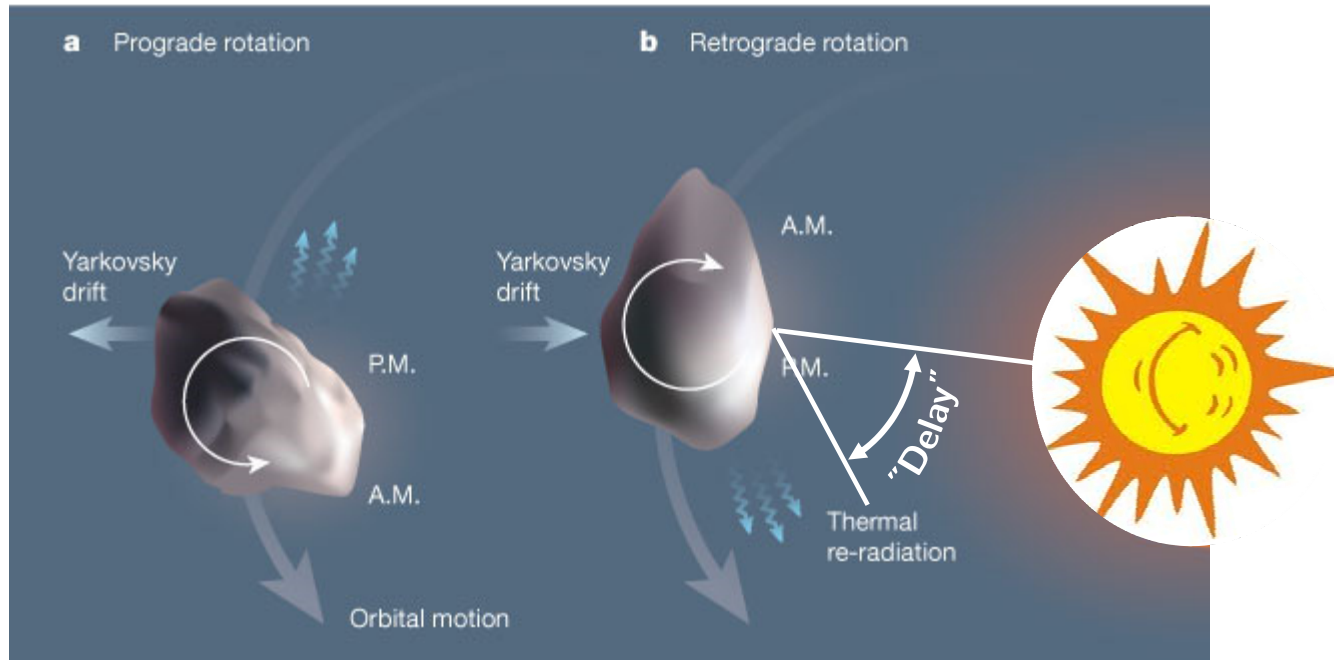 a Prograde rotation
Yarkovsky
drift
P.M.
A.M.
Orbital motion
b Retrograde rotation
A.M.
Yarkovsky
drift
P.M.
"Delay"
Thermal
re-radiation